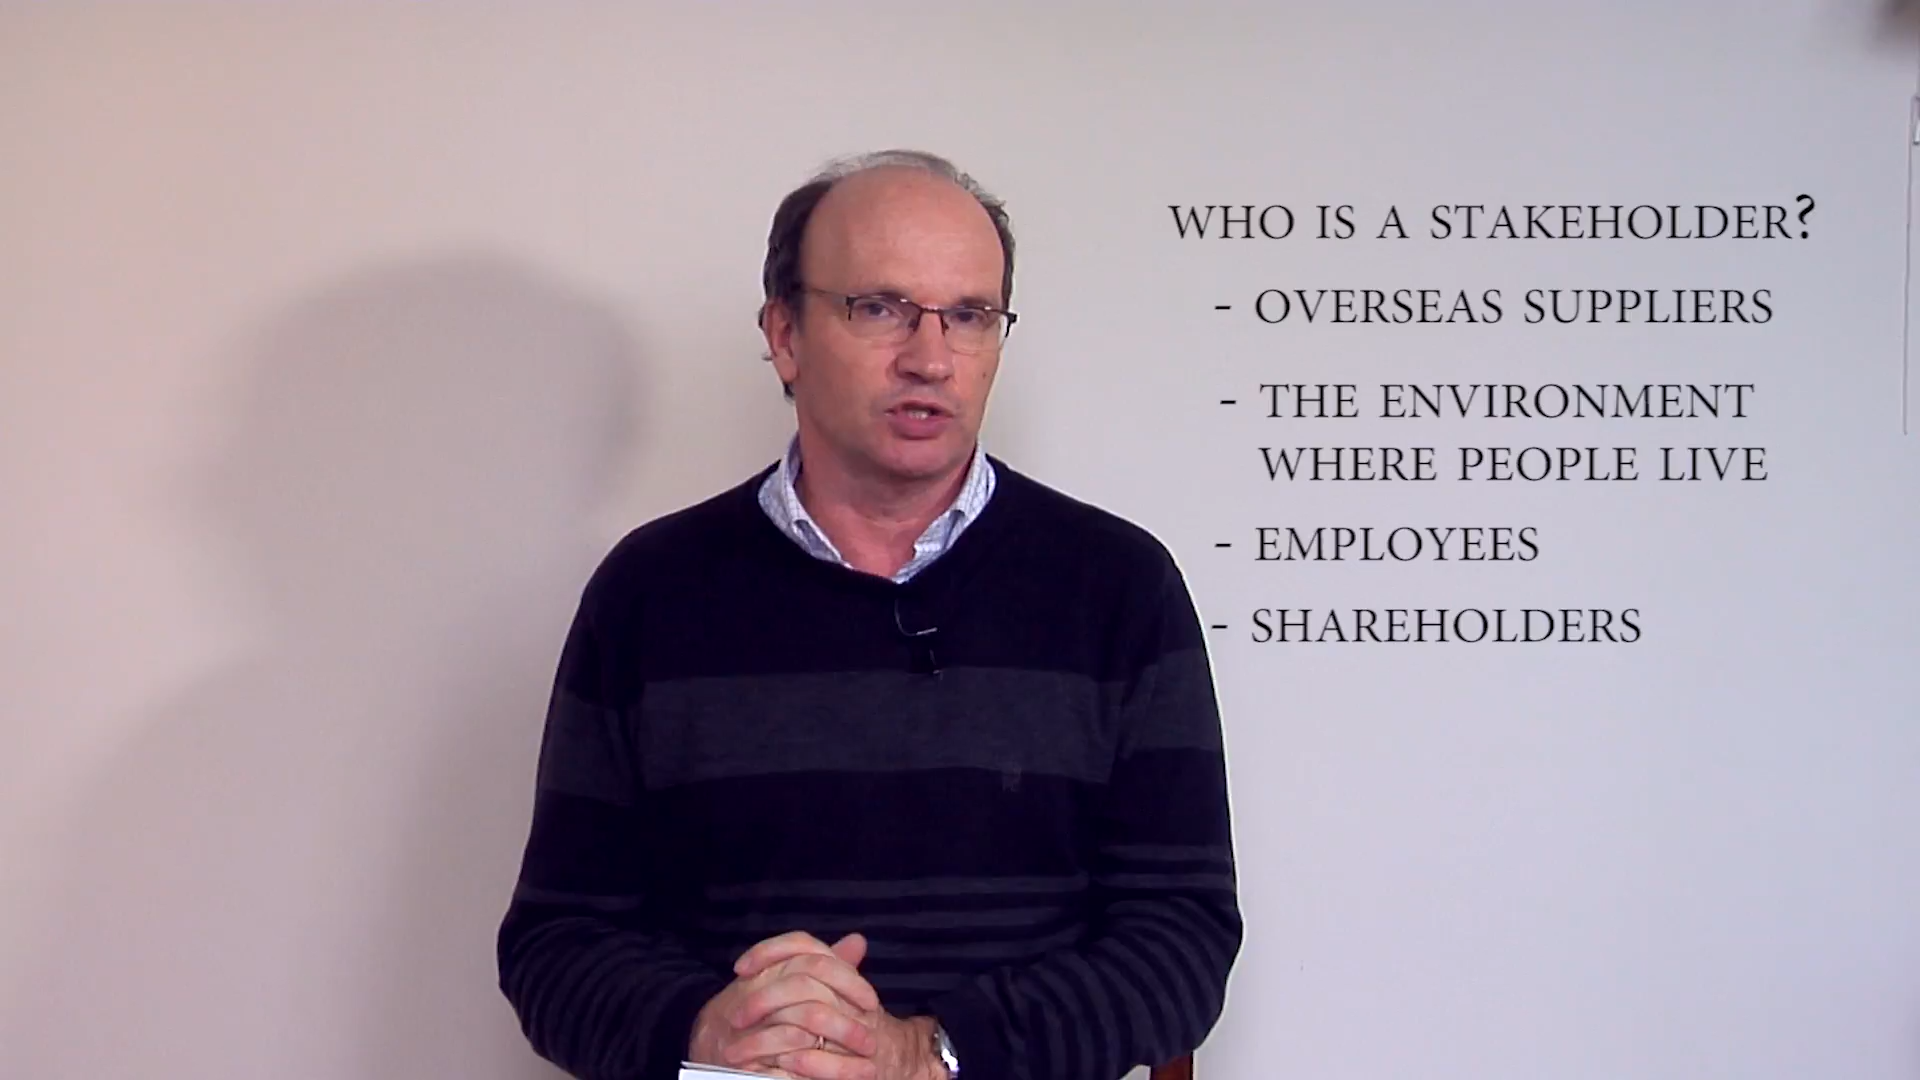 WHO IS A STAKEHOLDER?
- OVERSEAS SUPPLIERS
- THE ENVIRONMENT
WHERE PEOPLE LIVE
- EMPLOYEES
- SHAREHOLDERS